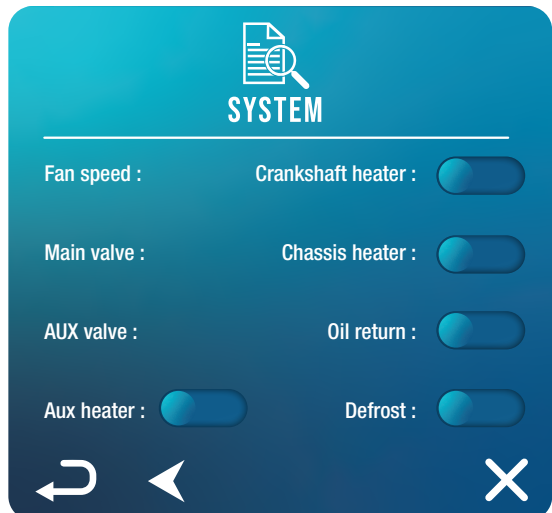 SYSTEM
Fan speed : Crankshaft heater :
Main valve : Chassis heater :
AUX valve : Oil return :
Aux heater : Defrost :